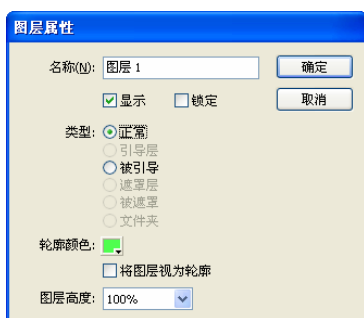 图层属性
名称(N): 图层 1 确定
显示 锁定 取消
类型: 正常
引导层
被引导
遮罩层
被遮罩
文件夹
轮廓颜色:
将图层视为轮廓
图层高度: 100%